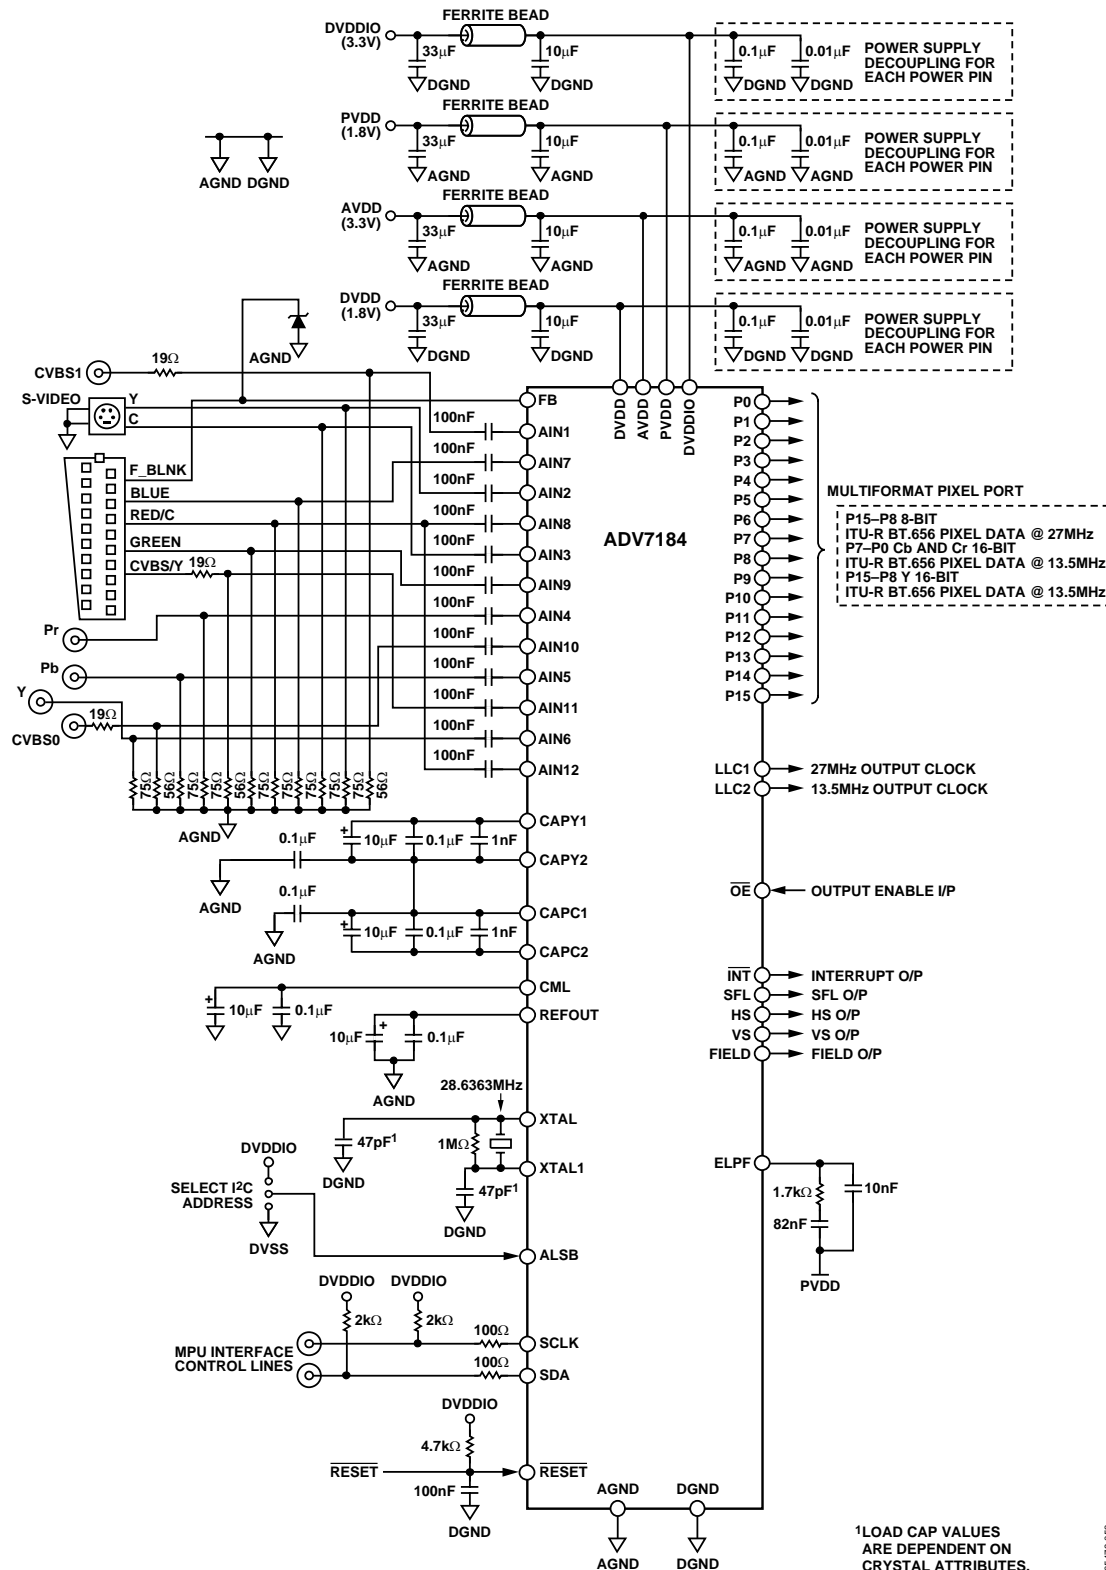 FERRITE BEAD
DVDDIO
(3.3V)
33µF
10µF
0.1µF
0.01µF
POWER SUPPLY
DECOUPLING FOR
EACH POWER PIN
DGND
DGND
DGND
DGND
FERRITE BEAD
PVDD
(1.8V)
33µF
10µF
0.1µF
0.01µF
POWER SUPPLY
DECOUPLING FOR
EACH POWER PIN
AGND
AGND
AGND
AGND
AGND
DGND
FERRITE BEAD
AVDD
(3.3V)
33µF
10µF
0.1µF
0.01µF
POWER SUPPLY
DECOUPLING FOR
EACH POWER PIN
AGND
AGND
AGND
AGND
FERRITE BEAD
DVDD
(1.8V)
33µF
10µF
0.1µF
0.01µF
POWER SUPPLY
DECOUPLING FOR
EACH POWER PIN
DGND
DGND
DGND
DGND
AGND
CVBS1
19Ω
S-VIDEO
Y
C
F_BLNK
BLUE
RED/C
GREEN
CVBS/Y
19Ω
Pr
Pb
Y
19Ω
CVBS0
75Ω
56Ω
75Ω
75Ω
56Ω
75Ω
75Ω
75Ω
75Ω
75Ω
56Ω
AGND
100nF
100nF
100nF
100nF
100nF
100nF
100nF
100nF
100nF
100nF
100nF
100nF
FB
AIN1
AIN7
AIN2
AIN8
AIN3
AIN9
AIN4
AIN10
AIN5
AIN11
AIN6
AIN12
DVDD
AVDD
PVDD
DVDDIO
ADV7184
P0
P1
P2
P3
P4
P5
P6
P7
P8
P9
P10
P11
P12
P13
P14
P15
MULTIFORMAT PIXEL PORT
P15–P8 8-BIT
ITU-R BT.656 PIXEL DATA @ 27MHz
P7–P0 Cb AND Cr 16-BIT
ITU-R BT.656 PIXEL DATA @ 13.5MHz
P15–P8 Y 16-BIT
ITU-R BT.656 PIXEL DATA @ 13.5MHz
LLC1
27MHz OUTPUT CLOCK
LLC2
13.5MHz OUTPUT CLOCK
0.1µF
AGND
+
10µF
0.1µF
1nF
CAPY1
CAPY2
OE
OUTPUT ENABLE I/P
0.1µF
AGND
+
10µF
0.1µF
1nF
CAPC1
CAPC2
INT
INTERRUPT O/P
SFL
SFL O/P
HS
HS O/P
VS
VS O/P
FIELD
FIELD O/P
+
10µF
0.1µF
CML
REFOUT
10µF
+
0.1µF
AGND
28.6363MHz
XTAL
47pF1
1MΩ
DGND
XTAL1
47pF1
DGND
ELPF
1.7kΩ
10nF
82nF
PVDD
DVDDIO
SELECT I2C
ADDRESS
DVSS
ALSB
DVDDIO
DVDDIO
2kΩ
2kΩ
MPU INTERFACE
CONTROL LINES
100Ω
SCLK
100Ω
SDA
DVDDIO
4.7kΩ
RESET
RESET
100nF
DGND
AGND
DGND
AGND
DGND
1LOAD CAP VALUES
ARE DEPENDENT ON
CRYSTAL ATTRIBUTES.